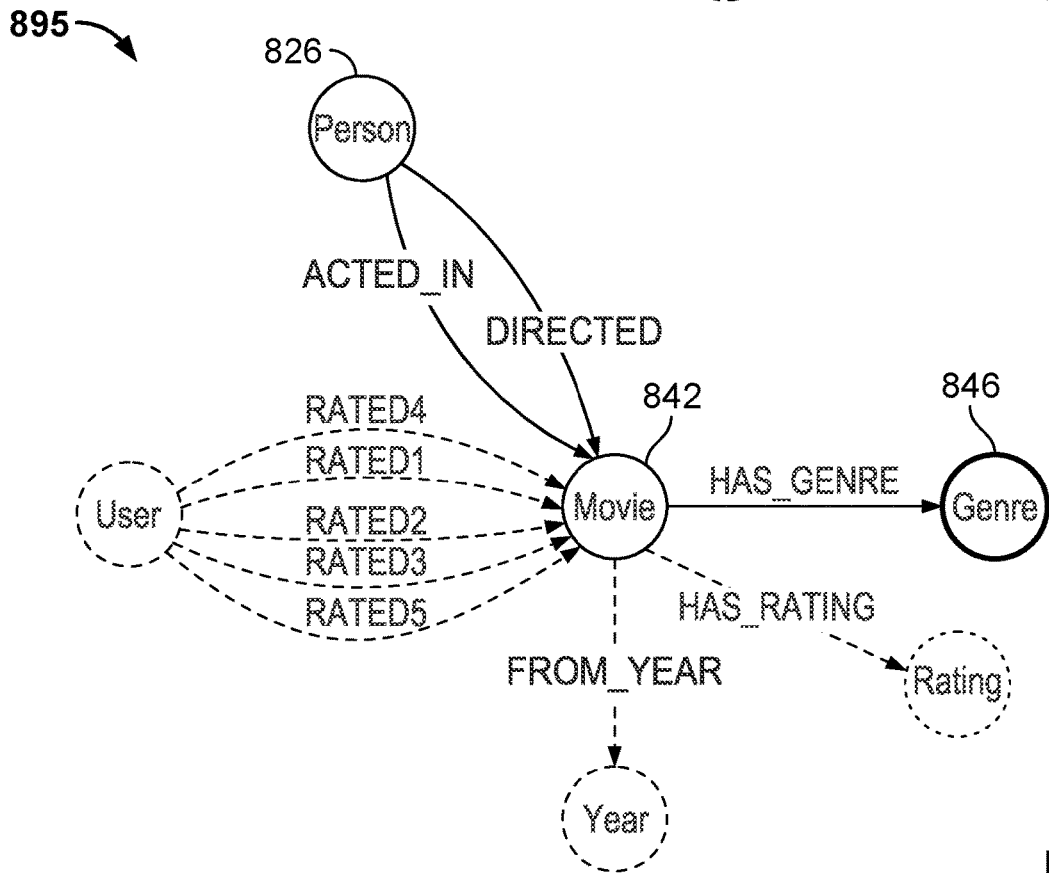 895
826
Person
ACTED_IN
DIRECTED
842
846
RATED4
RATED1
User
RATED2
RATED3
RATED5
Movie
HAS_GENRE
Genre
HAS_RATING
FROM_YEAR
Rating
Year